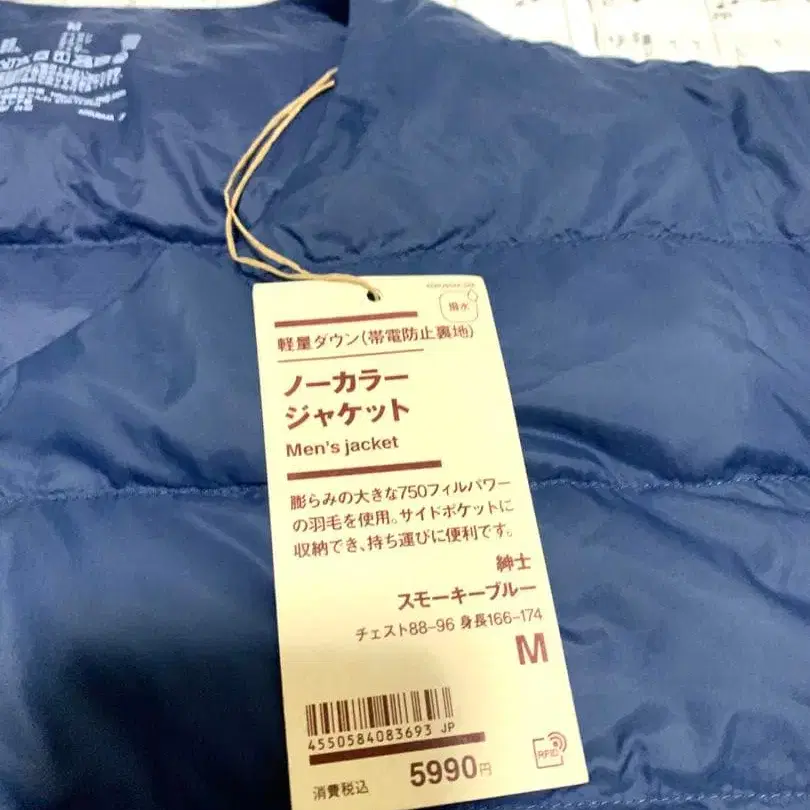 M
撥水
軽量ダウン(帯電防止裏地)
ノーカラー
ジャケット
Men's jacket
膨らみの大きな750フィルパワー
の羽毛を使用。サイドポケットに
収納でき、持ち運びに便利です。
紳士
スモーキーブルー
チェスト88-96 身長166-174
M
4550584083693 JP
消費税込 5990円
RFID